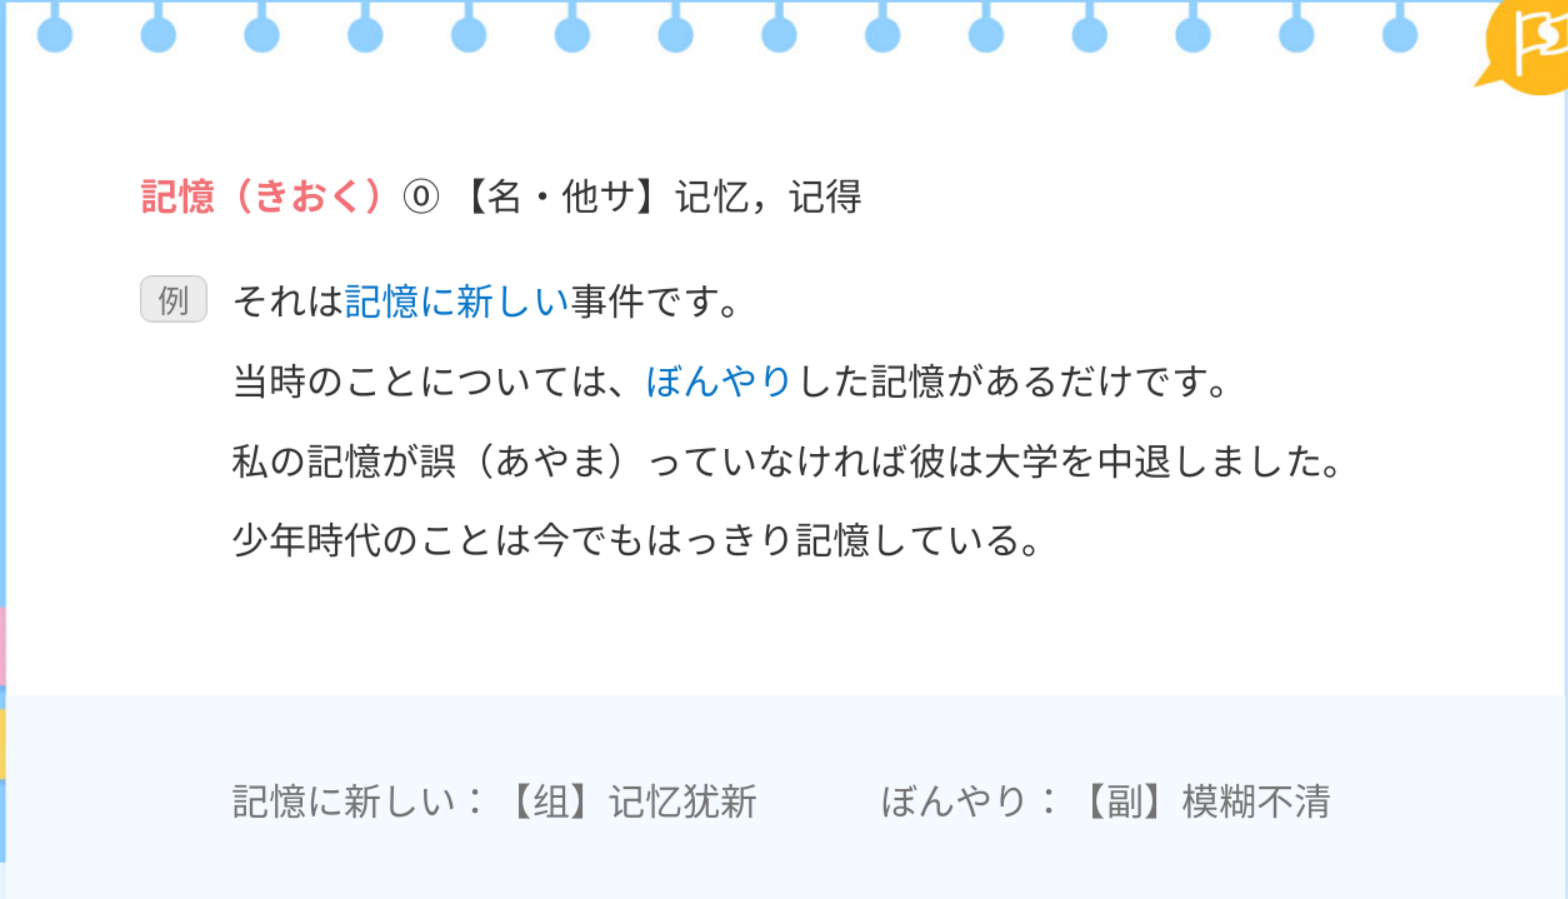 記憶（きおく）⓪ 【名・他サ】记忆，记得
例 それは記憶に新しい事件です。
当時のことについては、ぼんやりした記憶があるだけです。
私の記憶が誤（あやま）っていなければ彼は大学を中退しました。
少年時代のことは今でもはっきり記憶している。
記憶に新しい：【组】记忆犹新 ぼんやり：【副】模糊不清